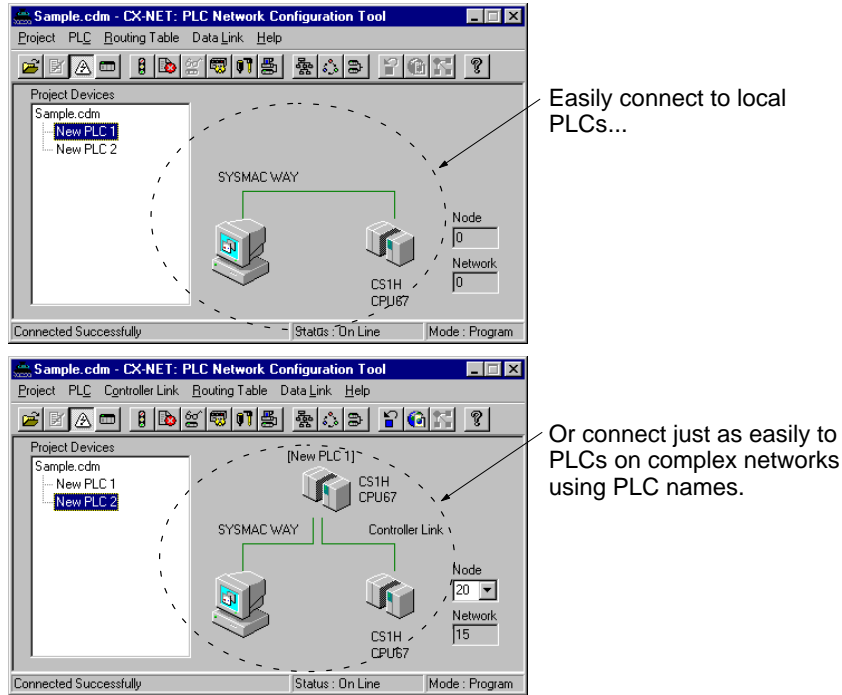 Sample.cdm - CX-NET: PLC Network Configuration Tool
Project PLC Routing Table Data Link Help
Project Devices
Sample.cdm
New PLC 1
New PLC 2
SYSMAC WAY
CS1H
CPU67
Node
0
Network
0
Connected Successfully
Status : On Line
Mode : Program
Easily connect to local
PLCs...
Sample.cdm - CX-NET: PLC Network Configuration Tool
Project PLC Controller Link Routing Table Data Link Help
Project Devices
Sample.cdm
New PLC 1
New PLC 2
[New PLC 1]
CS1H
CPU67
SYSMAC WAY
Controller Link
CS1H
CPU67
Node
20
Network
15
Connected Successfully
Status : On Line
Mode : Program
Or connect just as easily to
PLCs on complex networks
using PLC names.